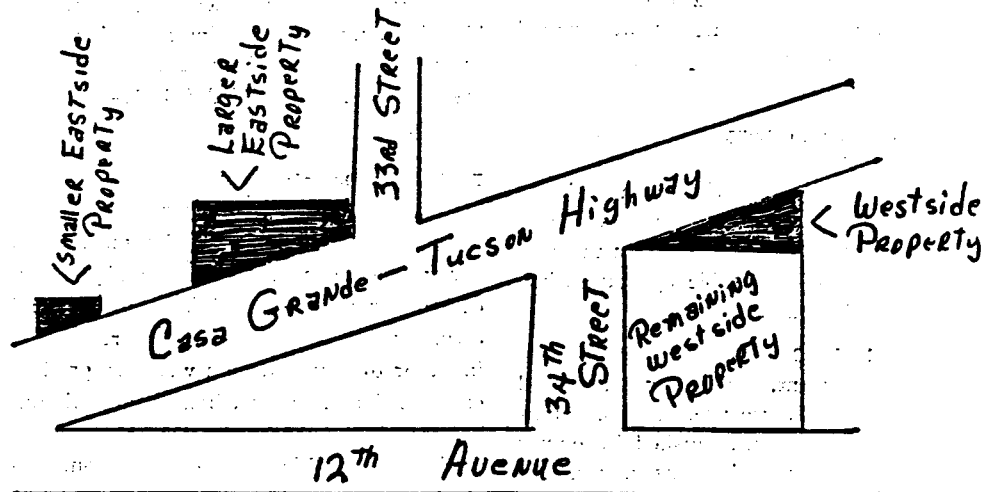 Smaller Eastside
Property
Larger
Eastside
Property
33rd Street
Casa Grande - Tucson Highway
Westside
Property
34th
Street
Remaining
westside
Property
12th Avenue